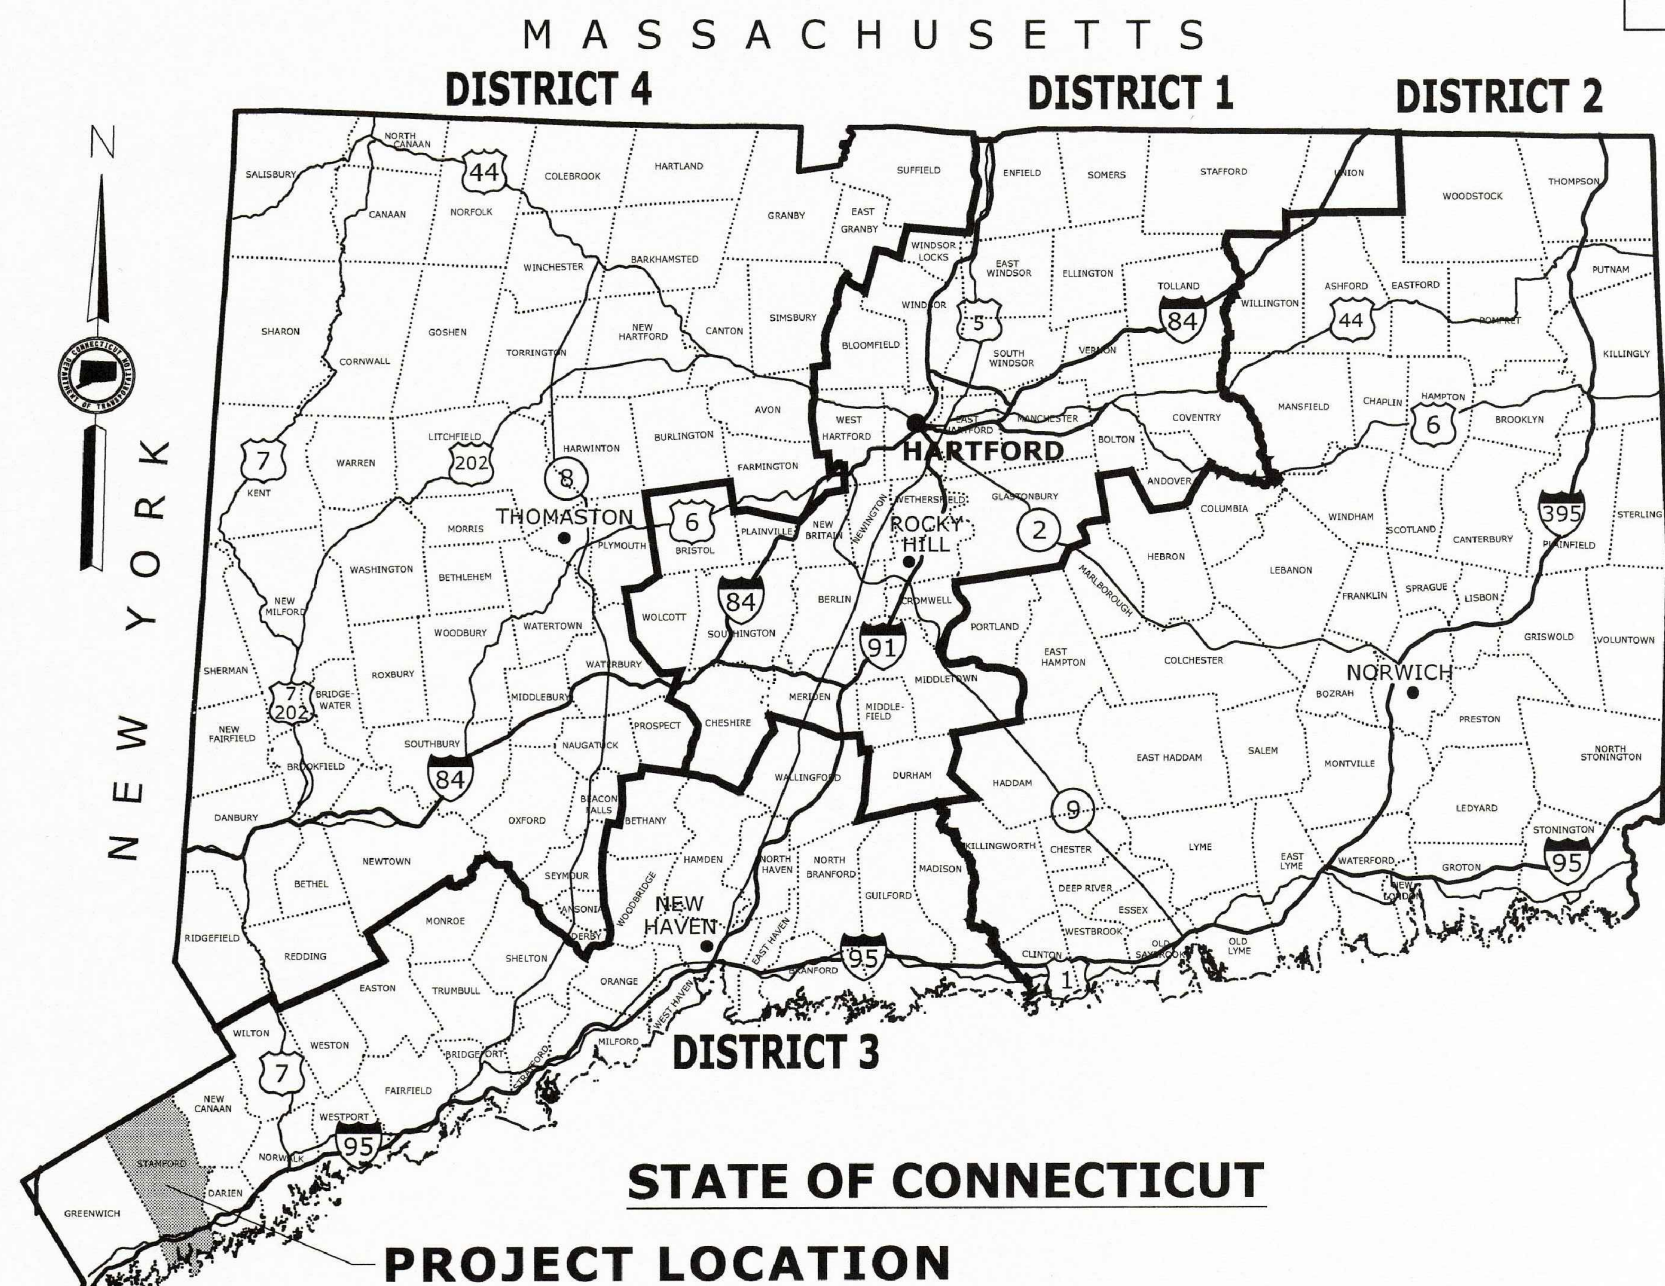 MASSACHUSETTS
DISTRICT 4
DISTRICT 1
DISTRICT 2
N
NEW YORK
NORTH
CANAAN
SALISBURY
44
COLEBROOK
HARTLAND
SUFFIELD
ENFIELD
SOMERS
STAFFORD
UNION
WOODSTOCK
THOMPSON
CANAAN
NORFOLK
GRANBY
EAST
GRANBY
WINDSOR
LOCKS
EAST
WINDSOR
ELLINGTON
WINCHESTER
BARKHAMSTED
TOLLAND
WILLINGTON
ASHFORD
EASTFORD
PUTNAM
WINDSOR
5
84
44
POMFRET
SHARON
GOSHEN
NEW
HARTFORD
CANTON
SIMSBURY
CORNWALL
TORRINGTON
BLOOMFIELD
SOUTH
WINDSOR
VERNON
KILLINGLY
AVON
WEST
HARTFORD
EAST
HARTFORD
MANCHESTER
BOLTON
COVENTRY
MANSFIELD
CHAPLIN
HAMPTON
6
BROOKLYN
HARTFORD
7
KENT
WARREN
LITCHFIELD
202
HARWINTON
8
BURLINGTON
FARMINGTON
ANDOVER
COLUMBIA
WINDHAM
SCOTLAND
CANTERBURY
395
PLAINFIELD
STERLING
MORRIS
THOMASTON
PLYMOUTH
6
BRISTOL
PLAINVILLE
NEW
BRITAIN
NEWINGTON
WETHERSFIELD
ROCKY
HILL
GLASTONBURY
2
MARLBOROUGH
HEBRON
LEBANON
FRANKLIN
SPRAGUE
LISBON
WASHINGTON
BETHLEHEM
NEW
MILFORD
WOODBURY
WATERTOWN
WOLCOTT
84
SOUTHINGTON
BERLIN
CROMWELL
91
PORTLAND
EAST
HAMPTON
COLCHESTER
NORWICH
BOZRAH
GRISWOLD
VOLUNTOWN
SHERMAN
7
202
BRIDGE-
WATER
ROXBURY
WATERBURY
MIDDLEBURY
PROSPECT
CHESHIRE
MERIDEN
MIDDLETOWN
MIDDLE-
FIELD
PRESTON
NORTH
STONINGTON
NEW
FAIRFIELD
BROOKFIELD
SOUTHBURY
84
NAUGATUCK
WALLINGFORD
DURHAM
HADDAM
EAST HADDAM
SALEM
MONTVILLE
LEDYARD
DANBURY
OXFORD
BEACON
FALLS
BETHANY
9
STONINGTON
95
NEWTOWN
BETHEL
SEYMOUR
ANSONIA
DERBY
WOODBRIDGE
HAMDEN
NORTH
HAVEN
NORTH
BRANFORD
GUILFORD
MADISON
KILLINGWORTH
CHESTER
DEEP RIVER
ESSEX
LYME
EAST
LYME
WATERFORD
NEW
LONDON
GROTON
RIDGEFIELD
REDDING
MONROE
SHELTON
NEW
HAVEN
EAST HAVEN
BRANFORD
95
WESTBROOK
CLINTON
OLD
SAYBROOK
OLD
LYME
1
EASTON
TRUMBULL
ORANGE
WEST HAVEN
MILFORD
DISTRICT 3
WILTON
WESTON
7
BRIDGEPORT
STRATFORD
FAIRFIELD
NEW
CANAAN
WESTPORT
95
NORWALK
STAMFORD
DARIEN
GREENWICH
STATE OF CONNECTICUT
PROJECT LOCATION